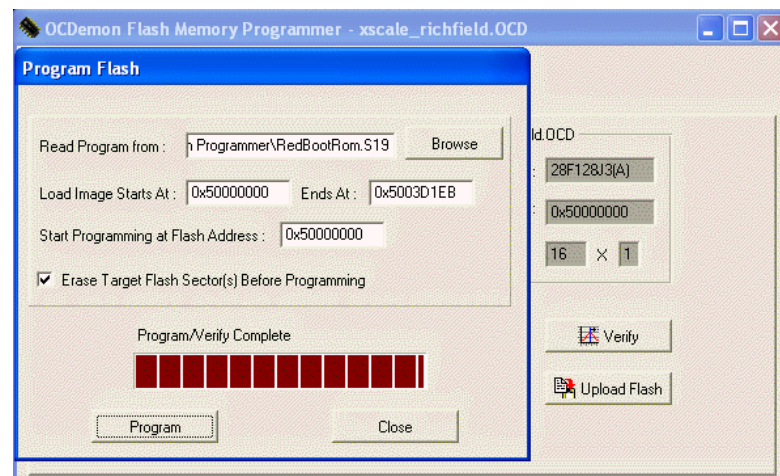 OCDemon Flash Memory Programmer - xscale_richfield.OCD
Program Flash
Read Program from : Programmer\RedBootRom.S19 Browse
Load Image Starts At : 0x50000000 Ends At : 0x5003D1EB
Start Programming at Flash Address : 0x50000000
Erase Target Flash Sector(s) Before Programming
Program/Verify Complete
Program Close
ld.OCD
: 28F128J3(A)
: 0x50000000
16 X 1
Verify
Upload Flash